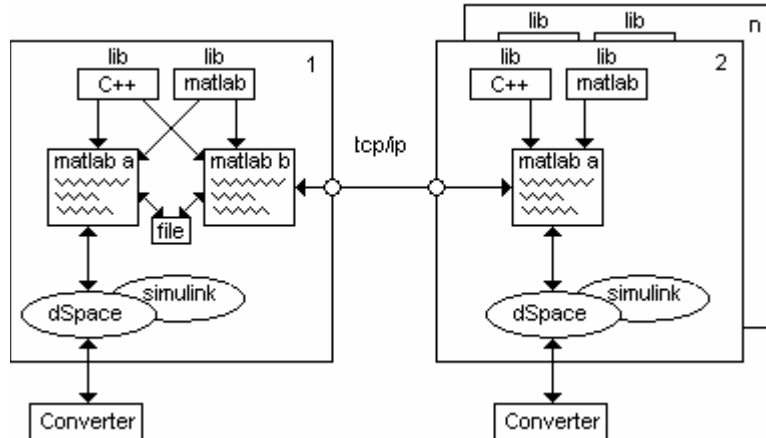 lib
lib
n
lib
lib
1
C++
matlab
matlab a
matlab b
file
simulink
dSpace
Converter
tcp/ip
lib
lib
2
C++
matlab
matlab a
simulink
dSpace
Converter